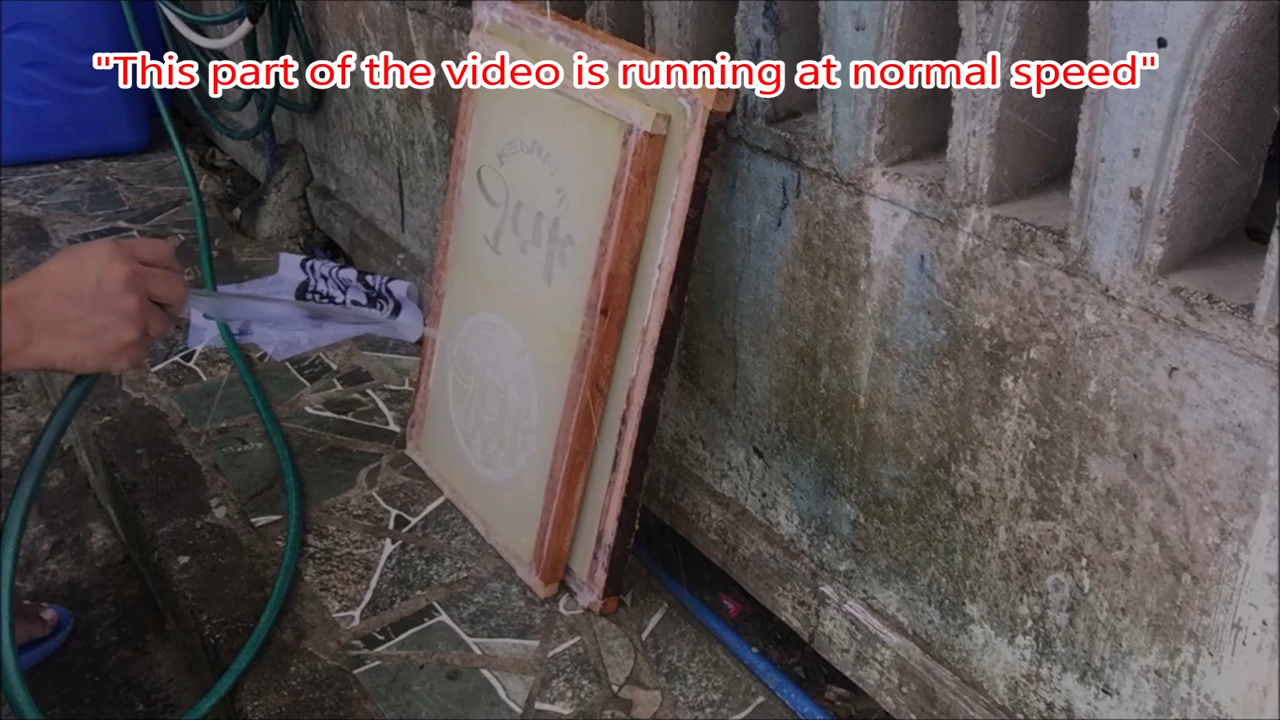 "This part of the video is running at normal speed"